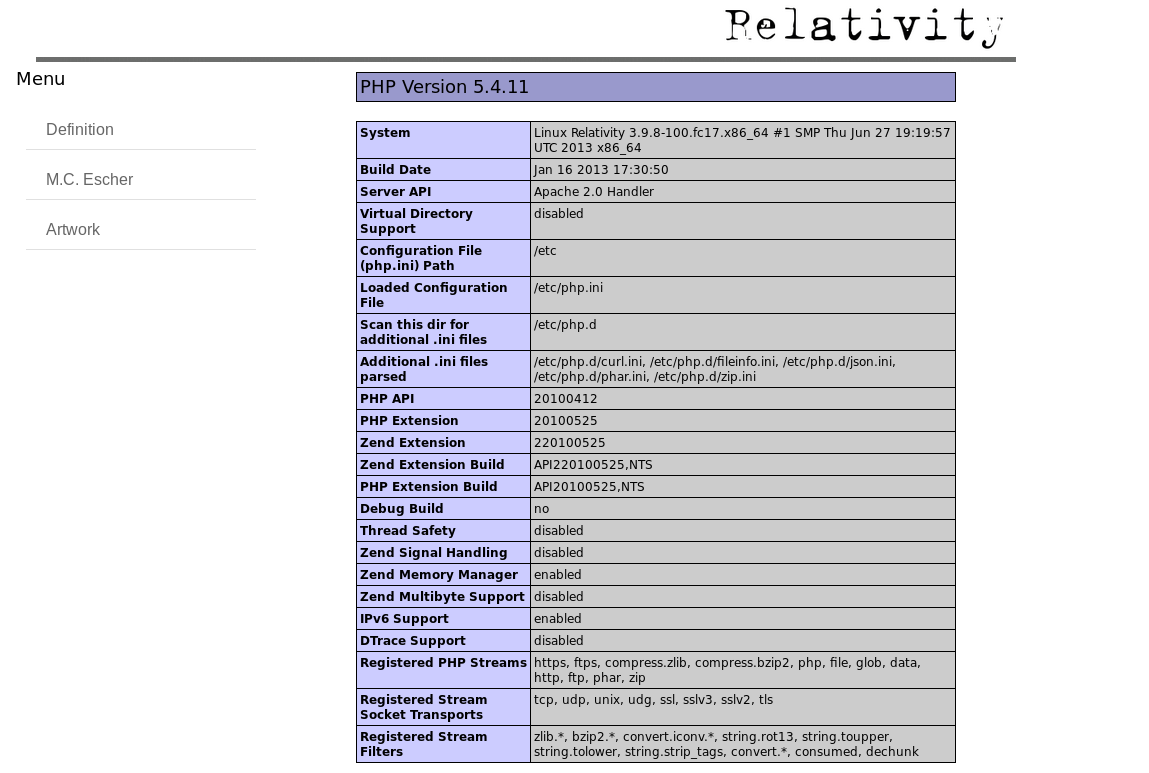 Relativity
Menu
Definition
M.C. Escher
Artwork
PHP Version 5.4.11
System Linux Relativity 3.9.8-100.fc17.x86_64 #1 SMP Thu Jun 27 19:19:57
UTC 2013 x86_64
Build Date Jan 16 2013 17:30:50
Server API Apache 2.0 Handler
Virtual Directory disabled
Support
Configuration File /etc
(php.ini) Path
Loaded Configuration /etc/php.ini
File
Scan this dir for /etc/php.d
additional .ini files
Additional .ini files /etc/php.d/curl.ini, /etc/php.d/fileinfo.ini, /etc/php.d/json.ini,
parsed /etc/php.d/phar.ini, /etc/php.d/zip.ini
PHP API 20100412
PHP Extension 20100525
Zend Extension 220100525
Zend Extension Build API220100525,NTS
PHP Extension Build API20100525,NTS
Debug Build no
Thread Safety disabled
Zend Signal Handling disabled
Zend Memory Manager enabled
Zend Multibyte Support disabled
IPv6 Support enabled
DTrace Support disabled
Registered PHP Streams https, ftps, compress.zlib, compress.bzip2, php, file, glob, data,
http, ftp, phar, zip
Registered Stream tcp, udp, unix, udg, ssl, sslv3, sslv2, tls
Socket Transports
Registered Stream zlib.*, bzip2.*, convert.iconv.*, string.rot13, string.toupper,
Filters string.tolower, string.strip_tags, convert.*, consumed, dechunk